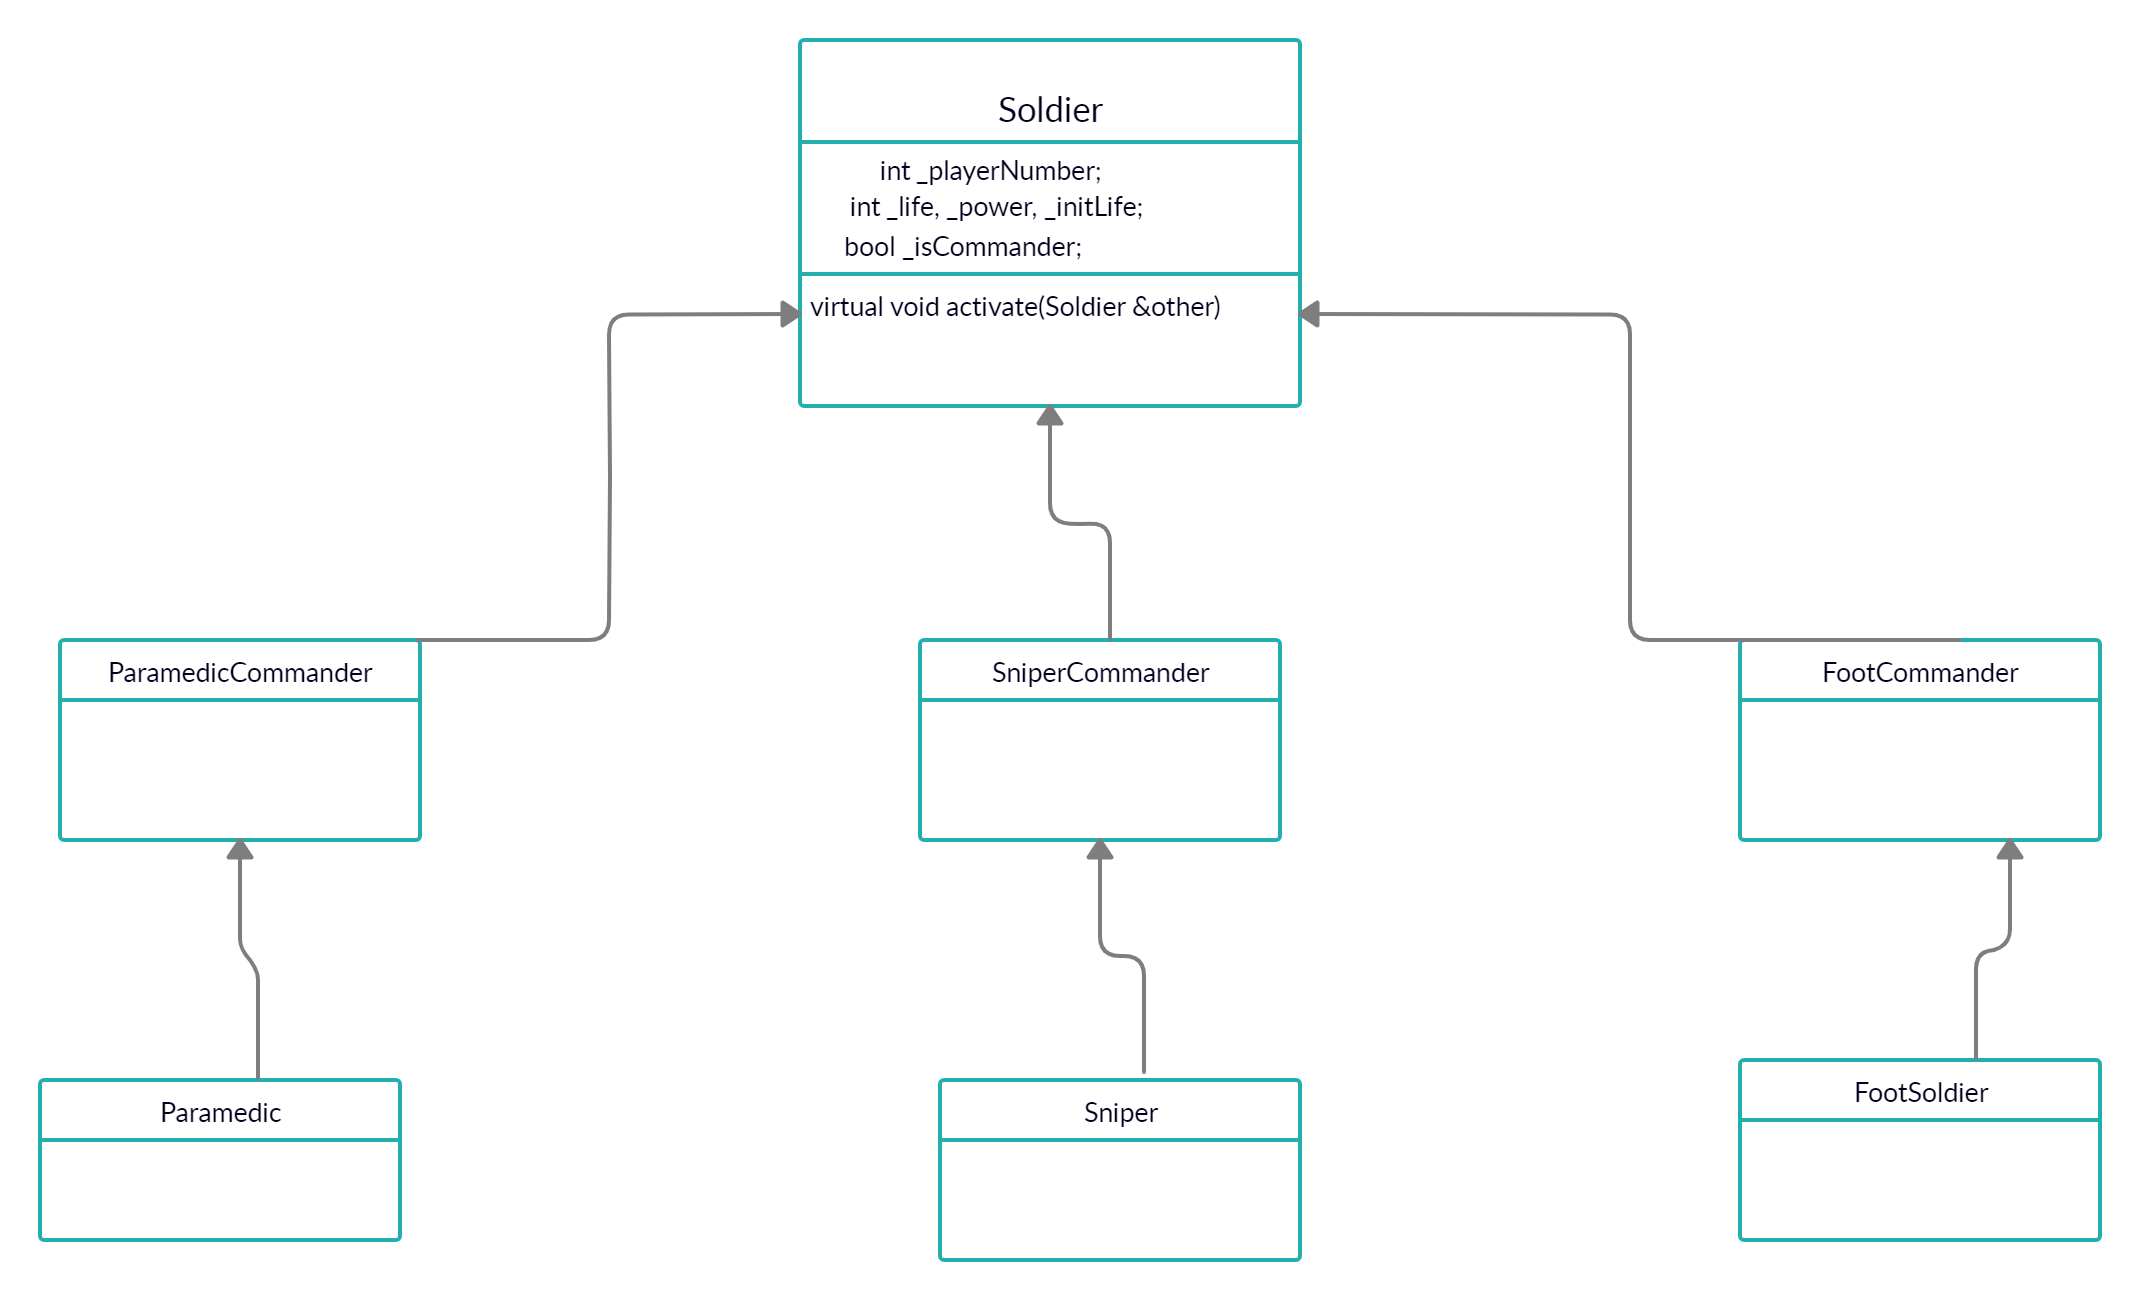 Soldier
int _playerNumber;
int _life, _power, _initLife;
bool _isCommander;
virtual void activate(Soldier &other)
ParamedicCommander
SniperCommander
FootCommander
Paramedic
Sniper
FootSoldier